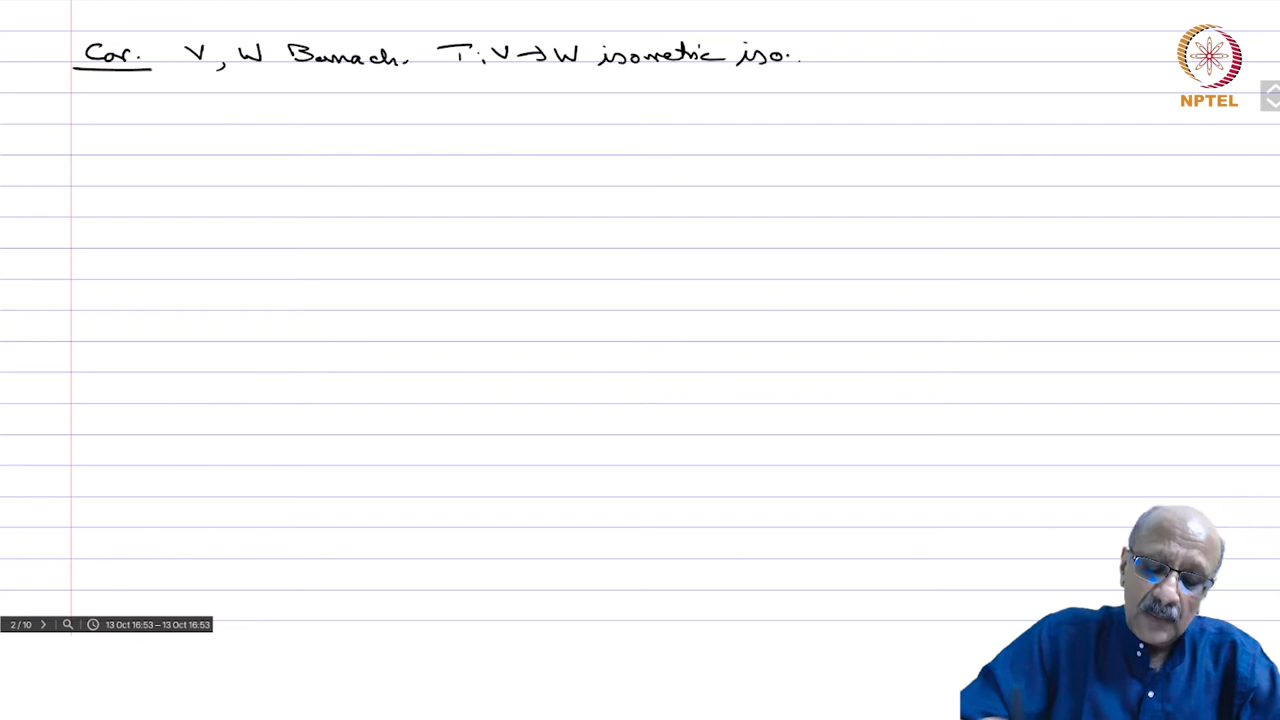 Cor. V, W Banach. T: V→W isometric iso.
NPTEL
2 / 10 > 13 Oct 16:53 – 13 Oct 16:53